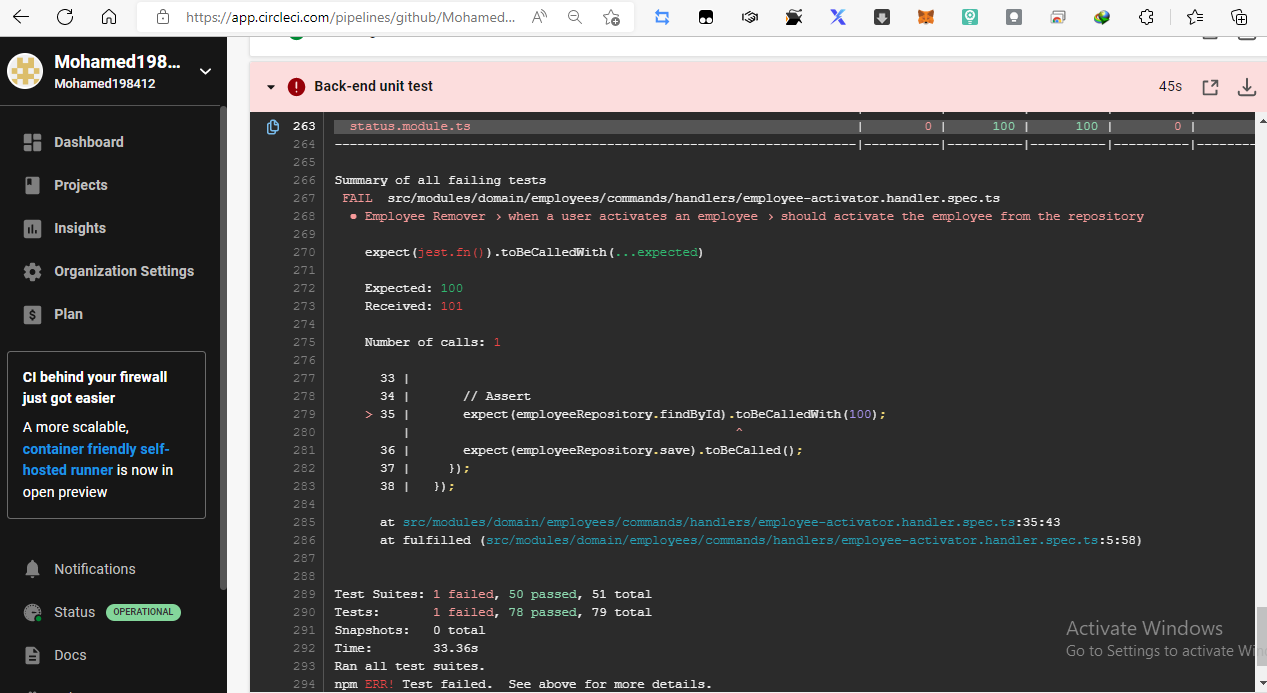 https://app.circleci.com/pipelines/github/Mohamed...
Mohamed198...
Mohamed198412
Dashboard
Projects
Insights
Organization Settings
Plan
CI behind your firewall
just got easier
A more scalable,
container friendly self-
hosted runner is now in
open preview
Notifications
Status OPERATIONAL
Docs
Back-end unit test 45s
263 status.module.ts | 0 | 100 | 100 | 0 |
264 ---------------------------------------------------------------------|----------|----------|----------|----------|--------
265
266 Summary of all failing tests
267 FAIL src/modules/domain/employees/commands/handlers/employee-activator.handler.spec.ts
268 ● Employee Remover › when a user activates an employee › should activate the employee from the repository
269
270 expect(jest.fn()).toBeCalledWith(...expected)
271
272 Expected: 100
273 Received: 101
274
275 Number of calls: 1
276
277 33 |
278 34 | // Assert
279 > 35 | expect(employeeRepository.findById).toBeCalledWith(100);
280 | ^
281 36 | expect(employeeRepository.save).toBeCalled();
282 37 | });
283 38 | });
284
285 at src/modules/domain/employees/commands/handlers/employee-activator.handler.spec.ts:35:43
286 at fulfilled (src/modules/domain/employees/commands/handlers/employee-activator.handler.spec.ts:5:58)
287
288
289 Test Suites: 1 failed, 50 passed, 51 total
290 Tests: 1 failed, 78 passed, 79 total
291 Snapshots: 0 total
292 Time: 33.36s
293 Ran all test suites.
294 npm ERR! Test failed. See above for more details.
Activate Windows
Go to Settings to activate Win